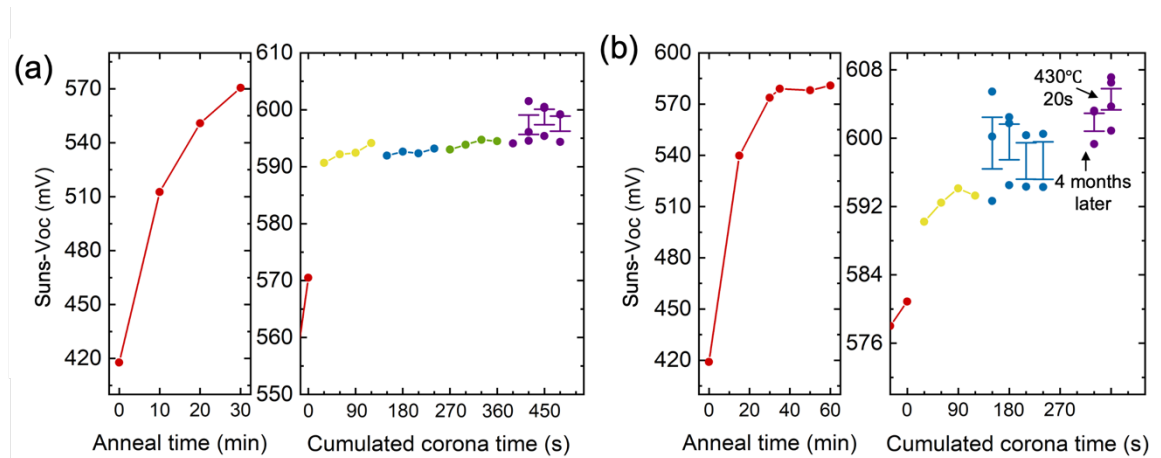 (a)
Suns-Voc (mV)
570
540
510
480
450
420
0 10 20 30
Anneal time (min)
610
600
590
580
570
560
550
0 90 180 270 360 450
Cumulated corona time (s)
(b)
Suns-Voc (mV)
600
570
540
510
480
450
420
0 20 40 60
Anneal time (min)
608
600
592
584
576
430℃
20s
4 months
later
0 90 180 270
Cumulated corona time (s)